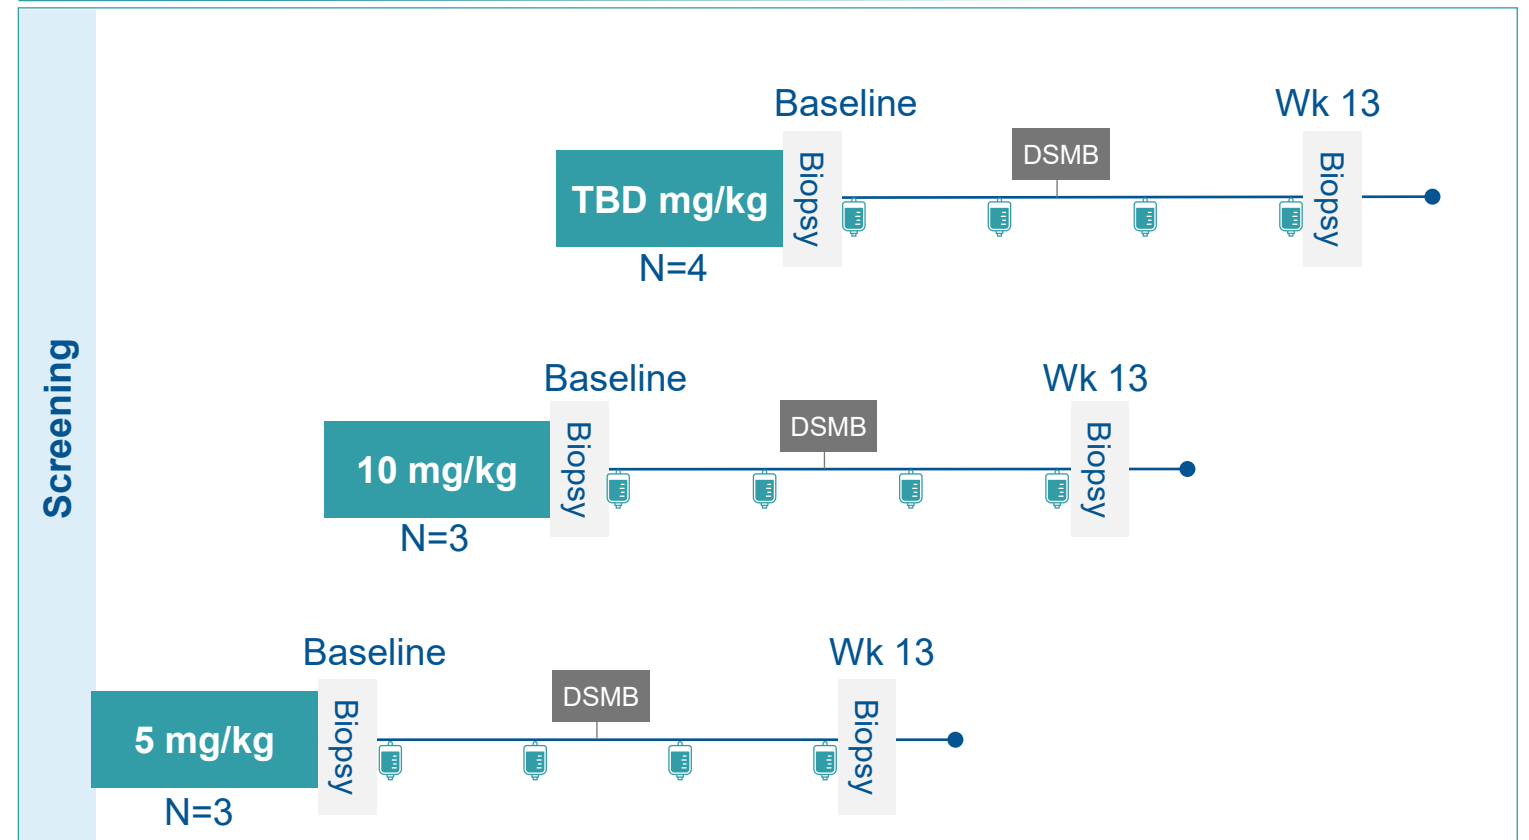 Screening
Baseline
Wk 13
TBD mg/kg
Biopsy
DSMB
Biopsy
N=4
Baseline
Wk 13
10 mg/kg
Biopsy
DSMB
Biopsy
N=3
Baseline
Wk 13
5 mg/kg
Biopsy
DSMB
Biopsy
N=3